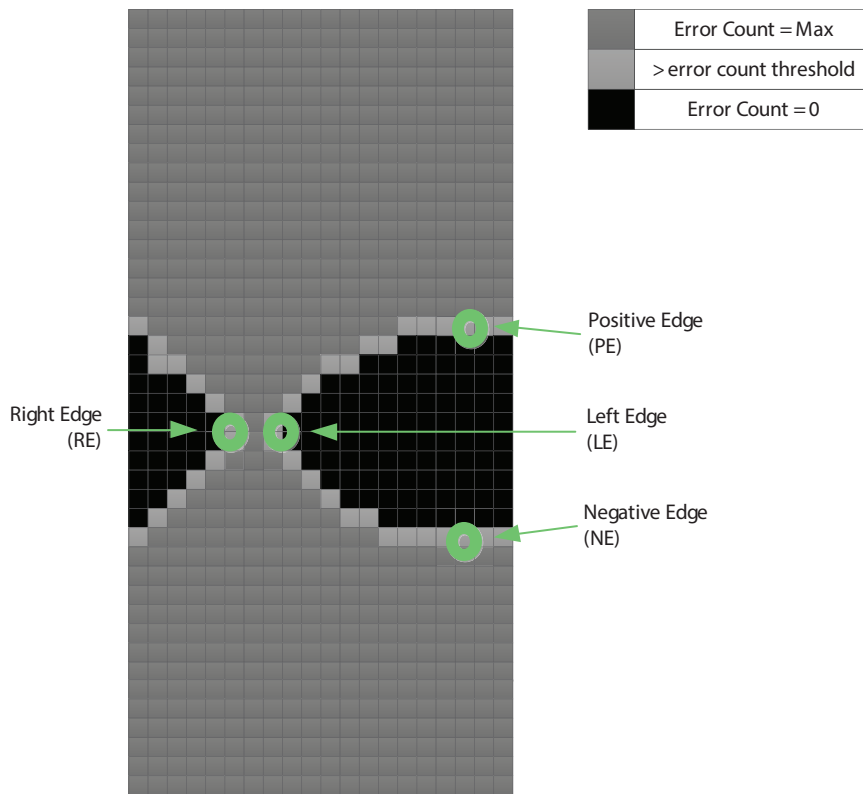 Error Count = Max
> error count threshold
Error Count = 0
Positive Edge
(PE)
Right Edge
(RE)
Left Edge
(LE)
Negative Edge
(NE)